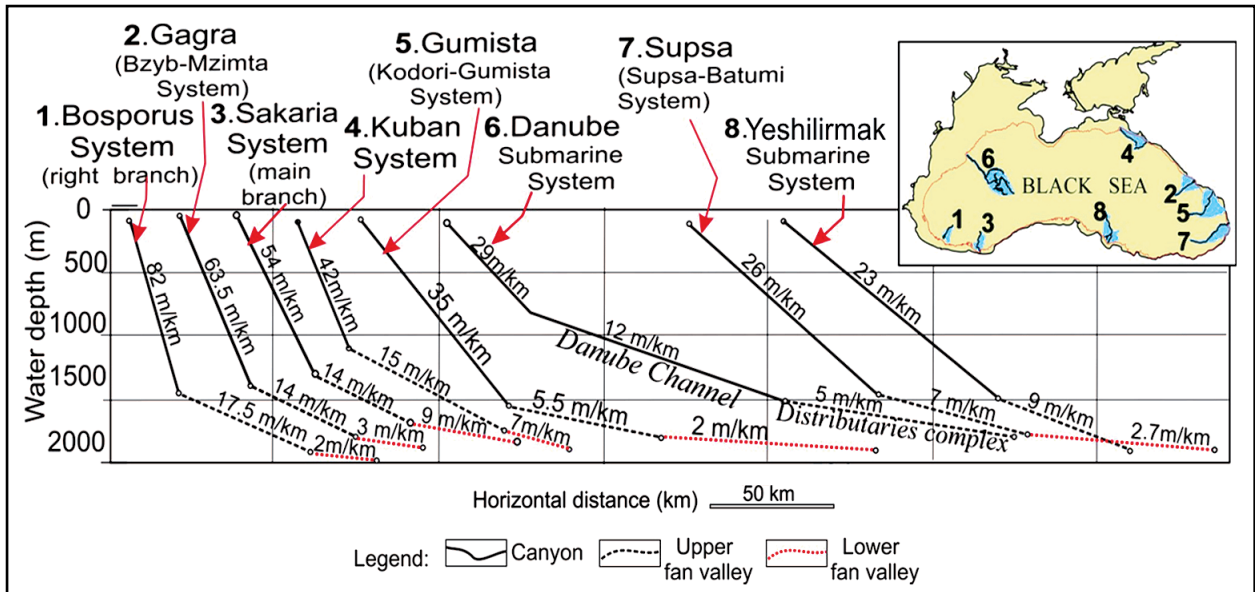 2.Gagra
(Bzyb-Mzimta
System)
5.Gumista
(Kodori-Gumista
System)
7.Supsa
(Supsa-Batumi
System)
1.Bosporus
System
(right branch)
3.Sakaria
System
(main
branch)
4.Kuban
System
6.Danube
Submarine
System
8.Yeshilirmak
Submarine
System
BLACK SEA
1
2
3
4
5
6
7
8
Water depth (m)
0
500
1000
1500
2000
82 m/km
63.5 m/km
54 m/km
42m/km
35 m/km
29m/km
26 m/km
23 m/km
12 m/km
Danube Channel
17.5 m/km
14 m/km
14 m/km
15 m/km
5.5 m/km
5 m/km
Distributaries complex
7 m/km
9 m/km
2m/km
3 m/km
9 m/km
7m/km
2 m/km
2.7m/km
Horizontal distance (km)
50 km
Legend:
Canyon
Upper
fan valley
Lower
fan valley